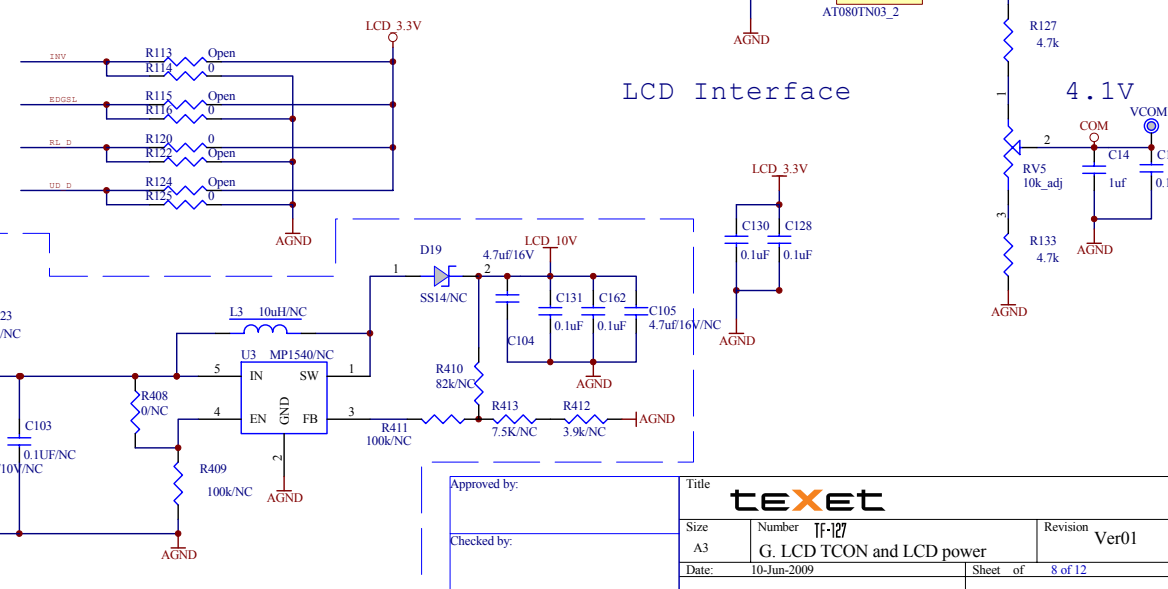 AT080TN03_2
AGND
R127
4.7k
LCD_3.3V
INV
R113
Open
R114
0
EDGSL
R115
Open
R116
0
RL_D
R120
0
R122
Open
UD_D
R124
Open
R125
0
AGND
LCD Interface
4.1V
VCOM
COM
1
2
3
RV5
10k_adj
C14
1uf
AGND
R133
4.7k
AGND
LCD_3.3V
C130
0.1uF
C128
0.1uF
AGND
D19
1
2
SS14/NC
4.7uf/16V
LCD_10V
C104
C131
0.1uF
C162
0.1uF
C105
4.7uf/16V/NC
AGND
L3
10uH/NC
U3
MP1540/NC
5
IN
SW
1
4
EN
GND
FB
3
2
AGND
R410
82k/NC
R411
100k/NC
R413
7.5K/NC
R412
3.9k/NC
AGND
23
/NC
R408
0/NC
C103
0.1UF/NC
10V/NC
R409
100k/NC
AGND
Approved by:
Checked by:
Title
teXet
Size
A3
Number
TF-127
G. LCD TCON and LCD power
Revision
Ver01
Date:
10-Jun-2009
Sheet of
8 of 12